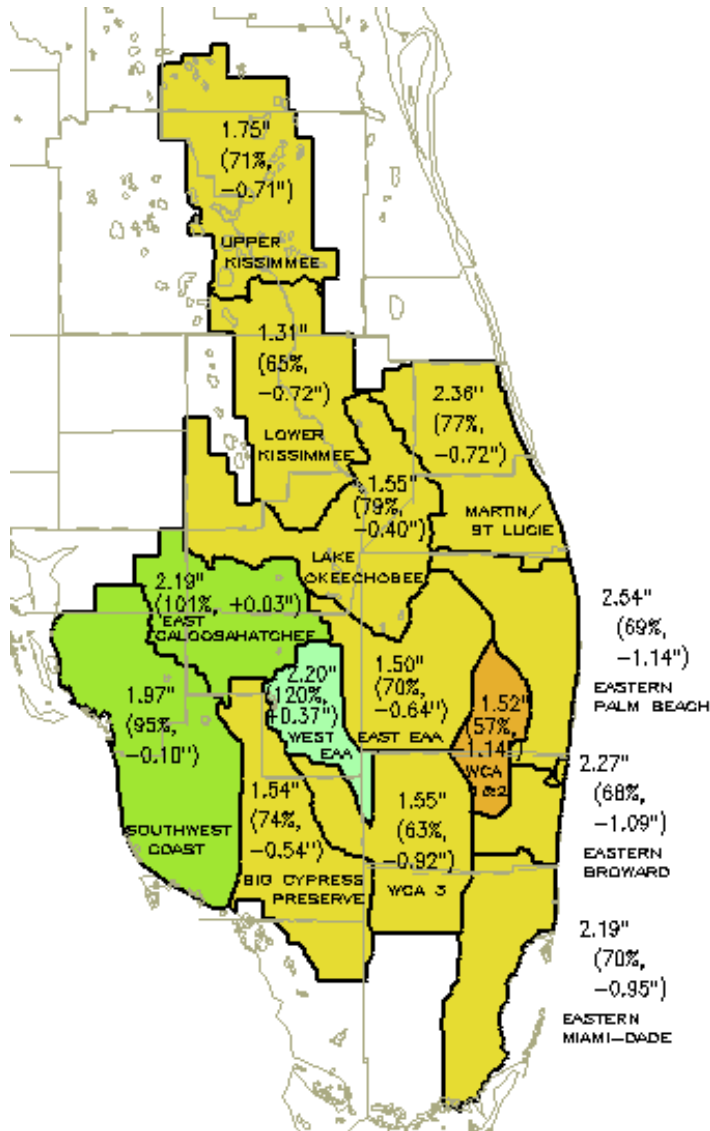 1.75"
(71%,
-0.71")
UPPER
KISSIMMEE
1.31"
(65%,
-0.72")
LOWER
KISSIMMEE
2.36"
(77%,
-0.72")
MARTIN/
ST LUCIE
1.55"
(79%,
-0.40")
LAKE
OKEECHOBEE
2.19"
(101%, +0.03")
EAST
CALOOSAHATCHEE
2.54"
(69%,
-1.14")
EASTERN
PALM BEACH
2.20"
(120%,
+0.37")
WEST
EAA
1.50"
(70%,
-0.64")
EAST EAA
1.52"
(57%,
-1.14"
WCA
1 &2
1.97"
(95%,
-0.10")
SOUTHWEST
COAST
2.27"
(68%,
-1.09")
EASTERN
BROWARD
1.54"
(74%,
-0.54")
BIG CYPRESS
PRESERVE
1.55"
(63%,
-0.92")
WCA 3
2.19"
(70%,
-0.95")
EASTERN
MIAMI-DADE